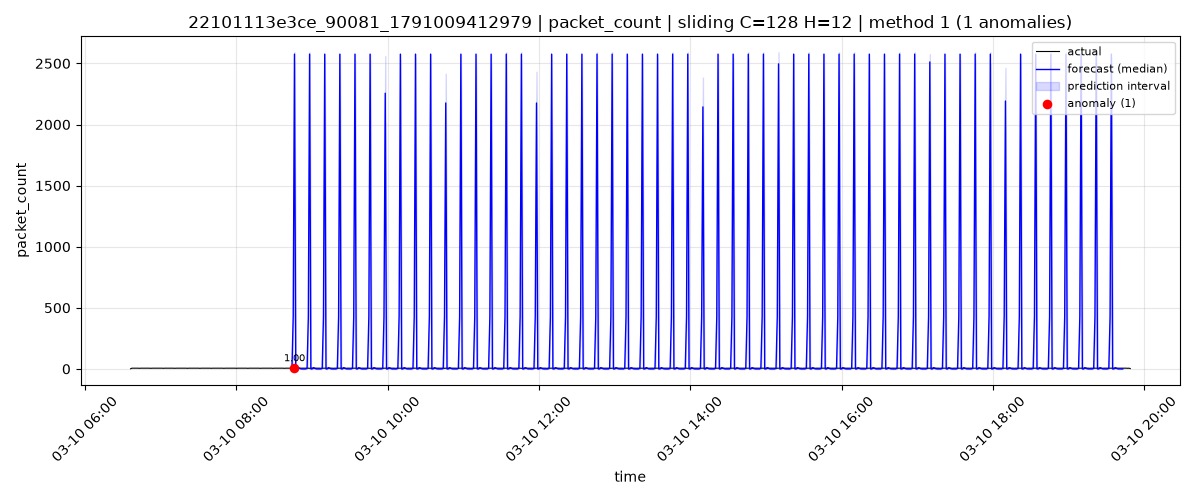 22101113e3ce_90081_1791009412979 | packet_count | sliding C=128 H=12 | method 1 (1 anomalies)
actual
forecast (median)
prediction interval
anomaly (1)
2500
2000
1500
1000
500
0
packet_count
1.00
03-10 06:00
03-10 08:00
03-10 10:00
03-10 12:00
03-10 14:00
03-10 16:00
03-10 18:00
03-10 20:00
time